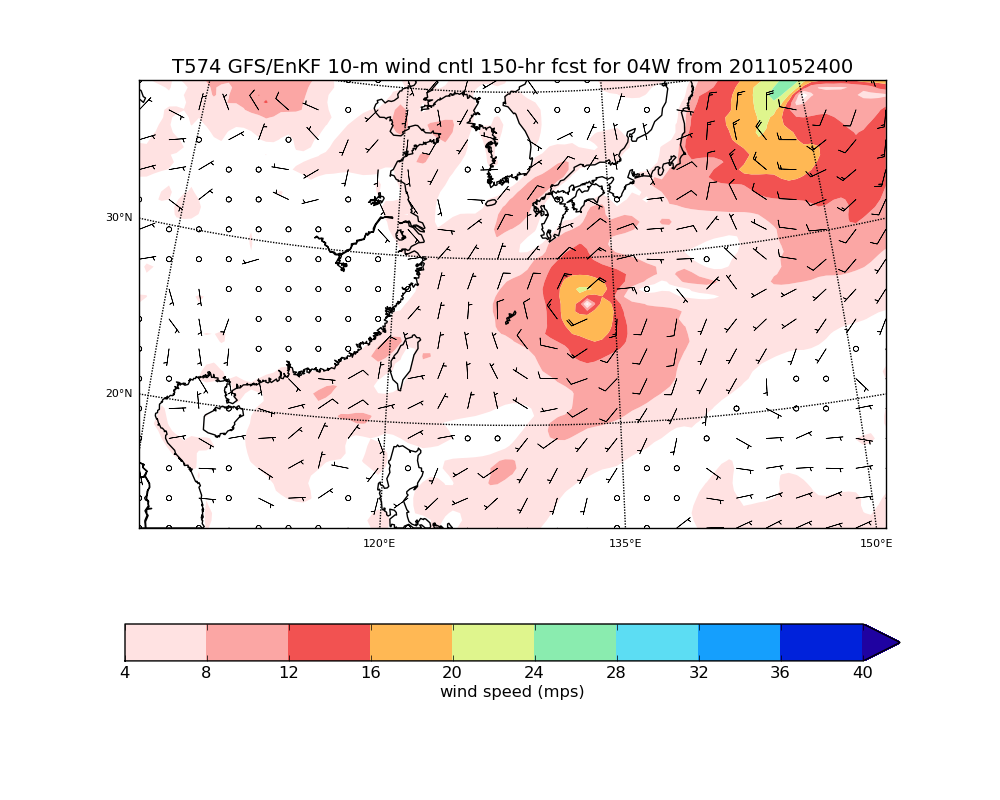 T574 GFS/EnKF 10-m wind cntl 150-hr fcst for 04W from 2011052400
30°N
20°N
120°E 135°E 150°E
4 8 12 16 20 24 28 32 36 40
wind speed (mps)